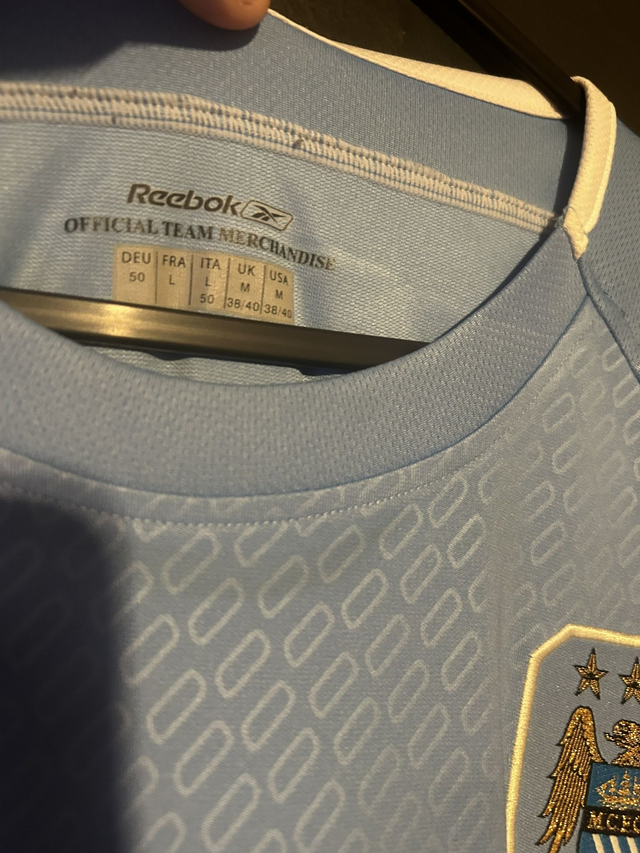 Reebok
OFFICIAL TEAM MERCHANDISE
DEU FRA ITA UK USA
50 L L M M
50 38/40 38/40
MCFC